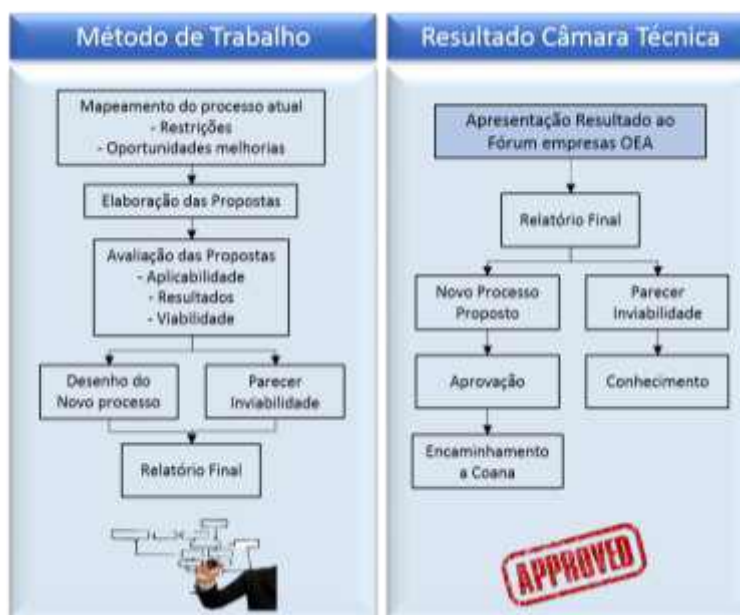 Método de Trabalho
Mapeamento do processo atual
- Restrições
- Oportunidades melhorias
Elaboração das Propostas
Avaliação das Propostas
- Aplicabilidade
- Resultados
- Viabilidade
Desenho do
Novo processo
Parecer
Inviabilidade
Relatório Final
Resultado Câmara Técnica
Apresentação Resultado ao
Fórum empresas OEA
Relatório Final
Novo Processo
Proposto
Parecer
Inviabilidade
Aprovação
Conhecimento
Encaminhamento
a Coana
APPROVED